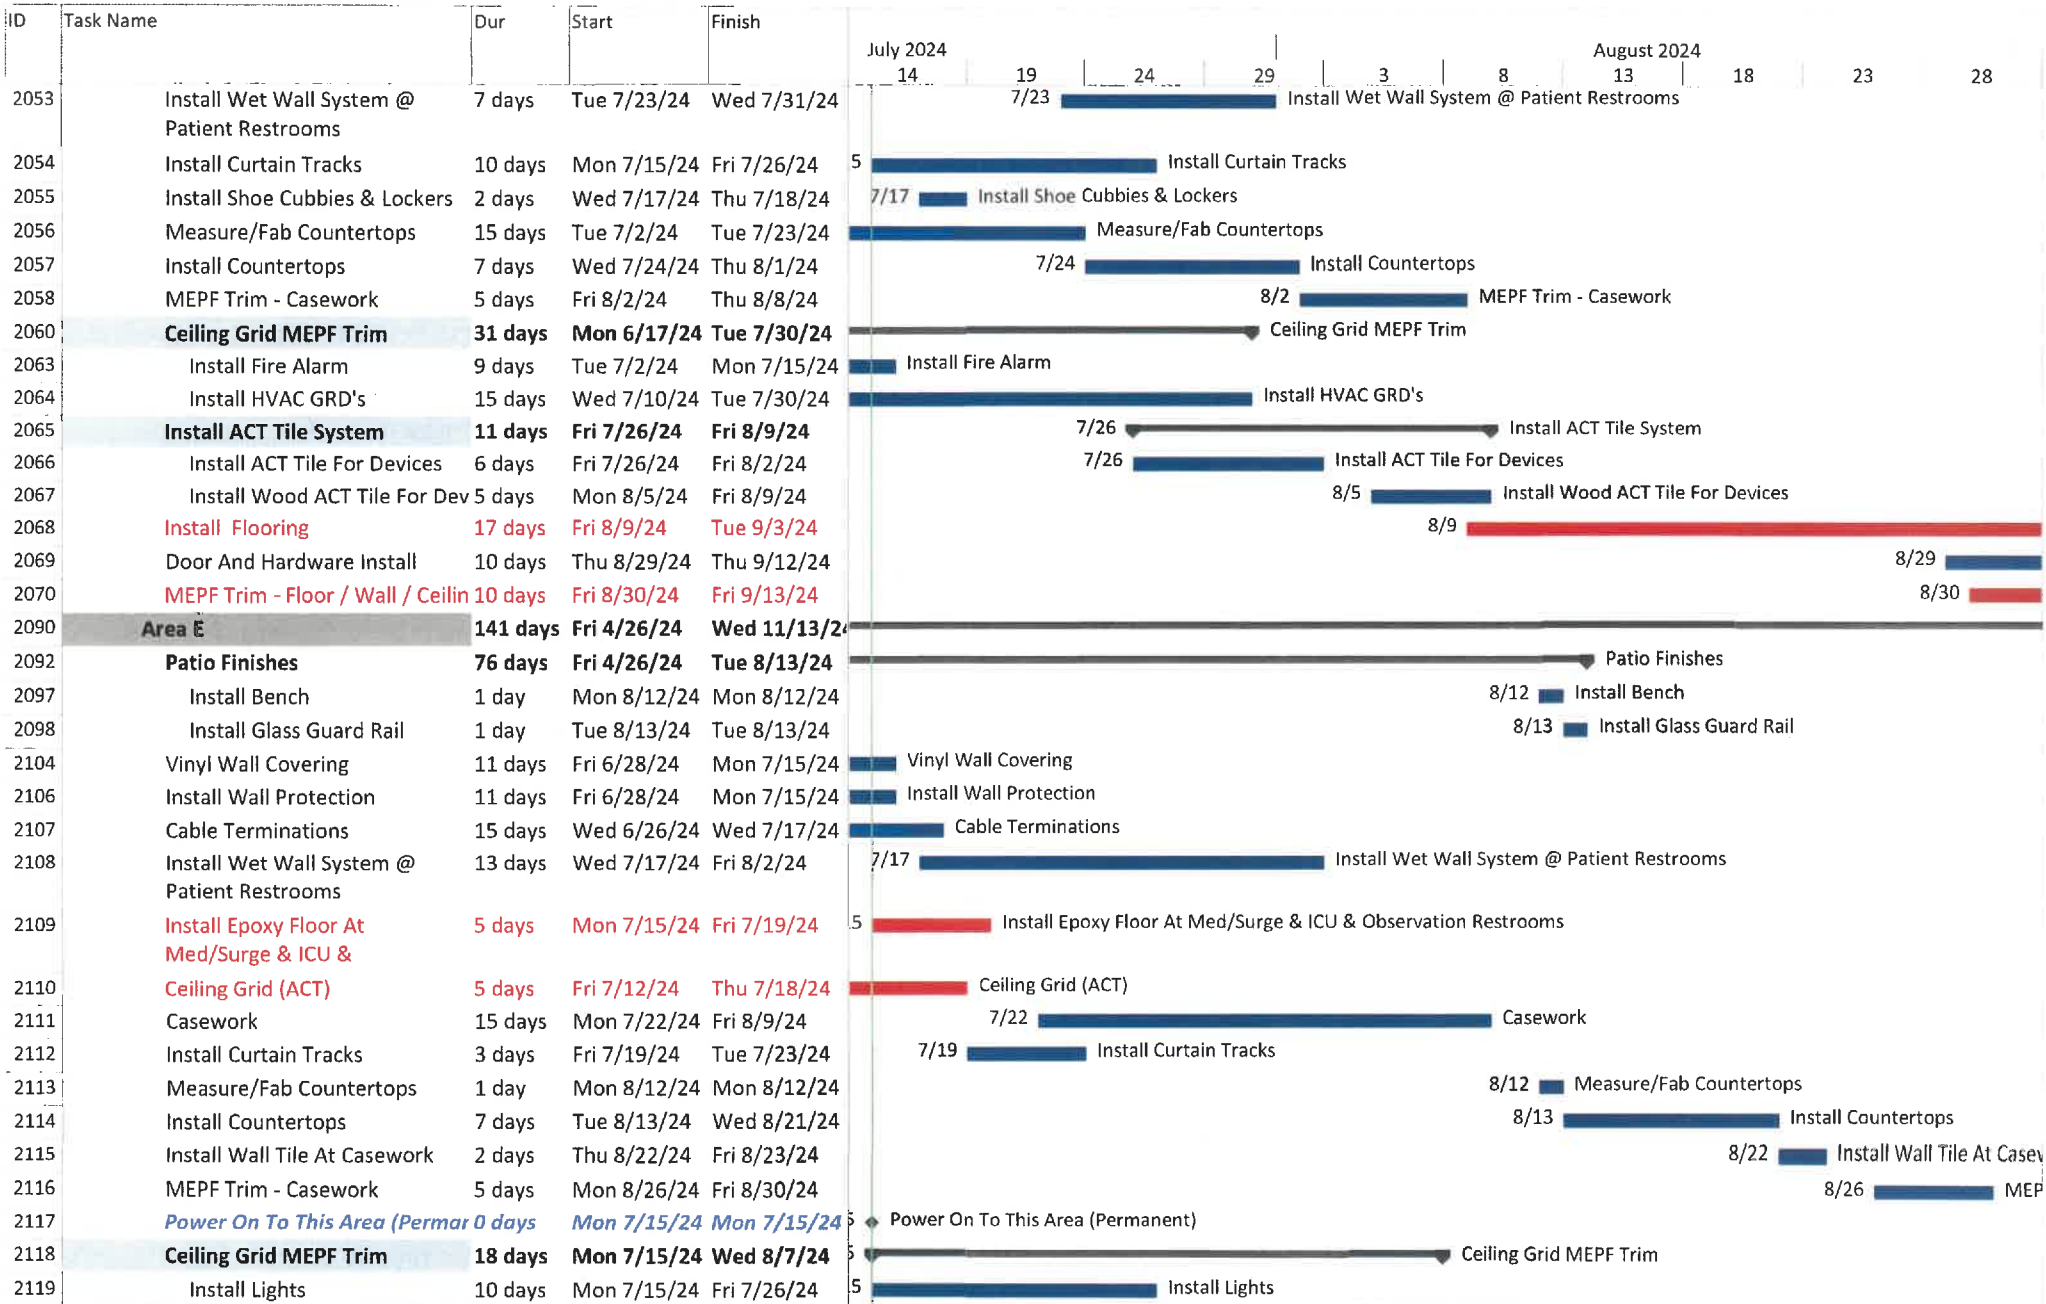 ID Task Name Dur Start Finish
July 2024 August 2024
14 19 24 29 3 8 13 18 23 28
2053 Install Wet Wall System @ 7 days Tue 7/23/24 Wed 7/31/24 7/23 Install Wet Wall System @ Patient Restrooms
Patient Restrooms
2054 Install Curtain Tracks 10 days Mon 7/15/24 Fri 7/26/24 5 Install Curtain Tracks
2055 Install Shoe Cubbies & Lockers 2 days Wed 7/17/24 Thu 7/18/24 7/17 Install Shoe Cubbies & Lockers
2056 Measure/Fab Countertops 15 days Tue 7/2/24 Tue 7/23/24 Measure/Fab Countertops
2057 Install Countertops 7 days Wed 7/24/24 Thu 8/1/24 7/24 Install Countertops
2058 MEPF Trim - Casework 5 days Fri 8/2/24 Thu 8/8/24 8/2 MEPF Trim - Casework
2060 Ceiling Grid MEPF Trim 31 days Mon 6/17/24 Tue 7/30/24 Ceiling Grid MEPF Trim
2063 Install Fire Alarm 9 days Tue 7/2/24 Mon 7/15/24 Install Fire Alarm
2064 Install HVAC GRD's 15 days Wed 7/10/24 Tue 7/30/24 Install HVAC GRD's
2065 Install ACT Tile System 11 days Fri 7/26/24 Fri 8/9/24 7/26 Install ACT Tile System
2066 Install ACT Tile For Devices 6 days Fri 7/26/24 Fri 8/2/24 7/26 Install ACT Tile For Devices
2067 Install Wood ACT Tile For Dev 5 days Mon 8/5/24 Fri 8/9/24 8/5 Install Wood ACT Tile For Devices
2068 Install Flooring 17 days Fri 8/9/24 Tue 9/3/24 8/9
2069 Door And Hardware Install 10 days Thu 8/29/24 Thu 9/12/24 8/29
2070 MEPF Trim - Floor / Wall / Ceilin 10 days Fri 8/30/24 Fri 9/13/24 8/30
2090 Area E 141 days Fri 4/26/24 Wed 11/13/24
2092 Patio Finishes 76 days Fri 4/26/24 Tue 8/13/24 Patio Finishes
2097 Install Bench 1 day Mon 8/12/24 Mon 8/12/24 8/12 Install Bench
2098 Install Glass Guard Rail 1 day Tue 8/13/24 Tue 8/13/24 8/13 Install Glass Guard Rail
2104 Vinyl Wall Covering 11 days Fri 6/28/24 Mon 7/15/24 Vinyl Wall Covering
2106 Install Wall Protection 11 days Fri 6/28/24 Mon 7/15/24 Install Wall Protection
2107 Cable Terminations 15 days Wed 6/26/24 Wed 7/17/24 Cable Terminations
2108 Install Wet Wall System @ 13 days Wed 7/17/24 Fri 8/2/24 7/17 Install Wet Wall System @ Patient Restrooms
Patient Restrooms
2109 Install Epoxy Floor At 5 days Mon 7/15/24 Fri 7/19/24 5 Install Epoxy Floor At Med/Surge & ICU & Observation Restrooms
Med/Surge & ICU &
2110 Ceiling Grid (ACT) 5 days Fri 7/12/24 Thu 7/18/24 Ceiling Grid (ACT)
2111 Casework 15 days Mon 7/22/24 Fri 8/9/24 7/22 Casework
2112 Install Curtain Tracks 3 days Fri 7/19/24 Tue 7/23/24 7/19 Install Curtain Tracks
2113 Measure/Fab Countertops 1 day Mon 8/12/24 Mon 8/12/24 8/12 Measure/Fab Countertops
2114 Install Countertops 7 days Tue 8/13/24 Wed 8/21/24 8/13 Install Countertops
2115 Install Wall Tile At Casework 2 days Thu 8/22/24 Fri 8/23/24 8/22 Install Wall Tile At Casew
2116 MEPF Trim - Casework 5 days Mon 8/26/24 Fri 8/30/24 8/26 MEP
2117 Power On To This Area (Permar 0 days Mon 7/15/24 Mon 7/15/24 5 Power On To This Area (Permanent)
2118 Ceiling Grid MEPF Trim 18 days Mon 7/15/24 Wed 8/7/24 5 Ceiling Grid MEPF Trim
2119 Install Lights 10 days Mon 7/15/24 Fri 7/26/24 5 Install Lights